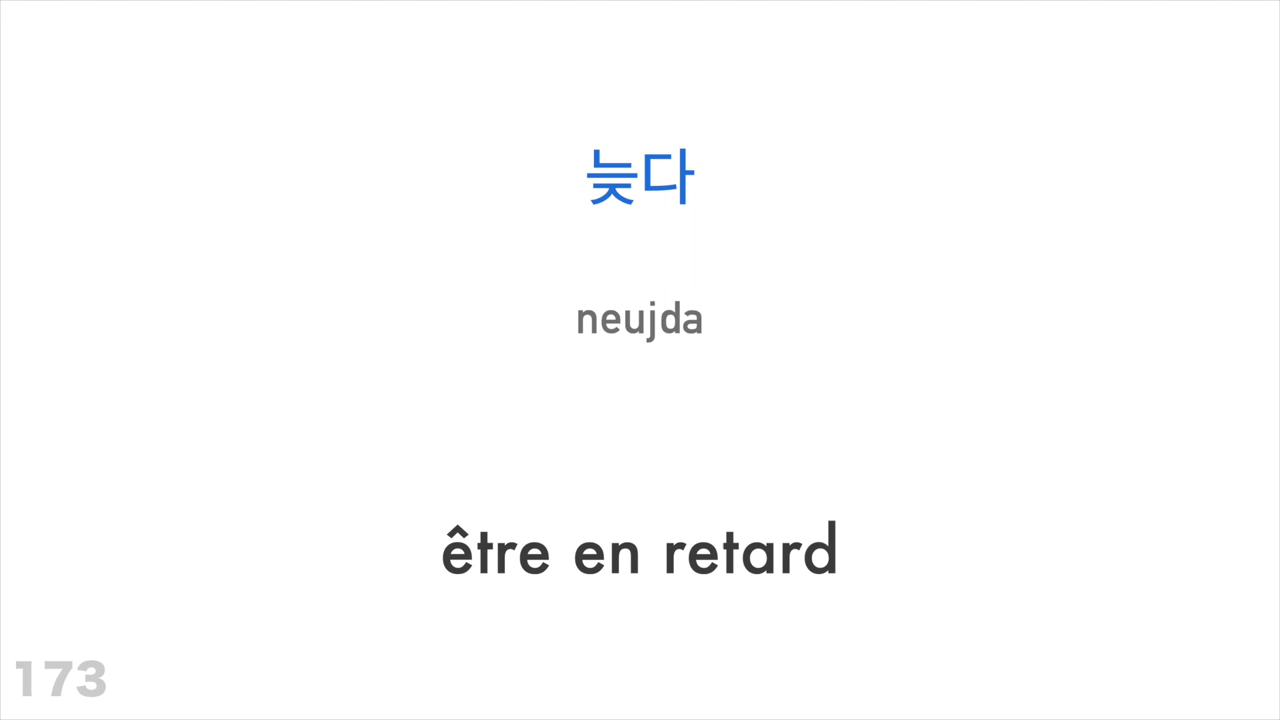 늦다
neujda
être en retard
173